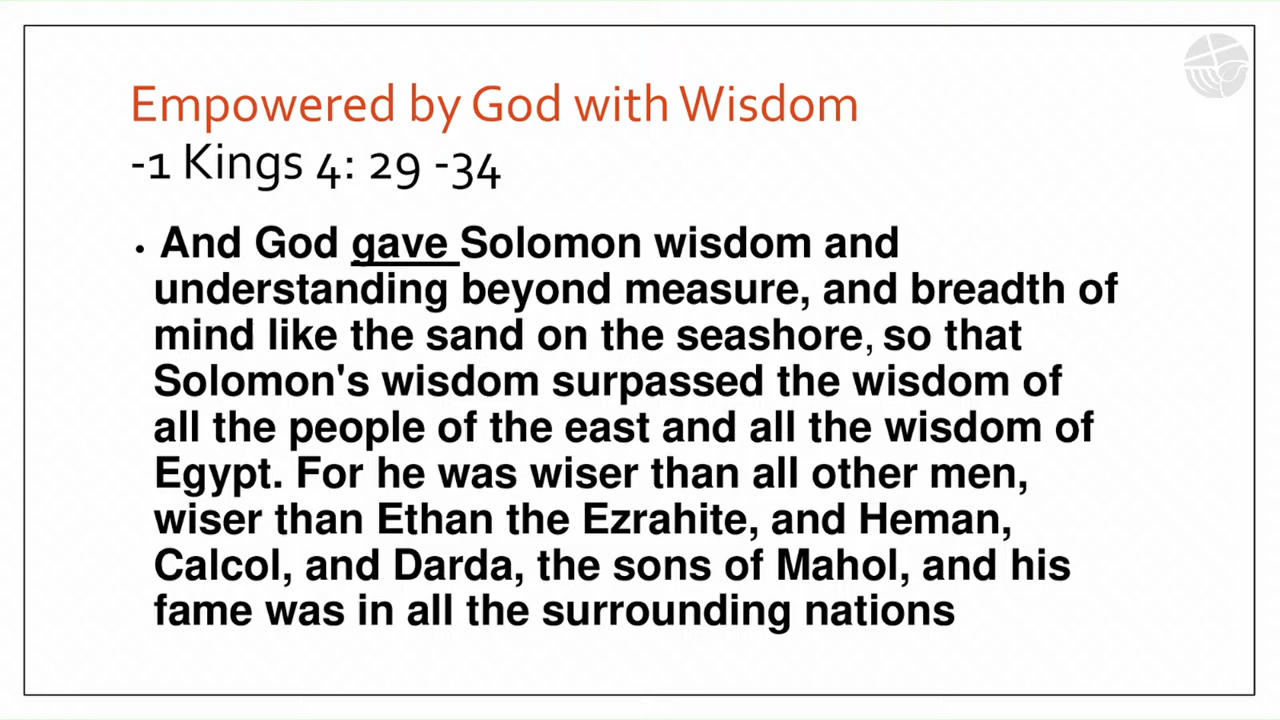 Empowered by God with Wisdom
-1 Kings 4: 29 -34
• And God gave Solomon wisdom and
understanding beyond measure, and breadth of
mind like the sand on the seashore, so that
Solomon's wisdom surpassed the wisdom of
all the people of the east and all the wisdom of
Egypt. For he was wiser than all other men,
wiser than Ethan the Ezrahite, and Heman,
Calcol, and Darda, the sons of Mahol, and his
fame was in all the surrounding nations